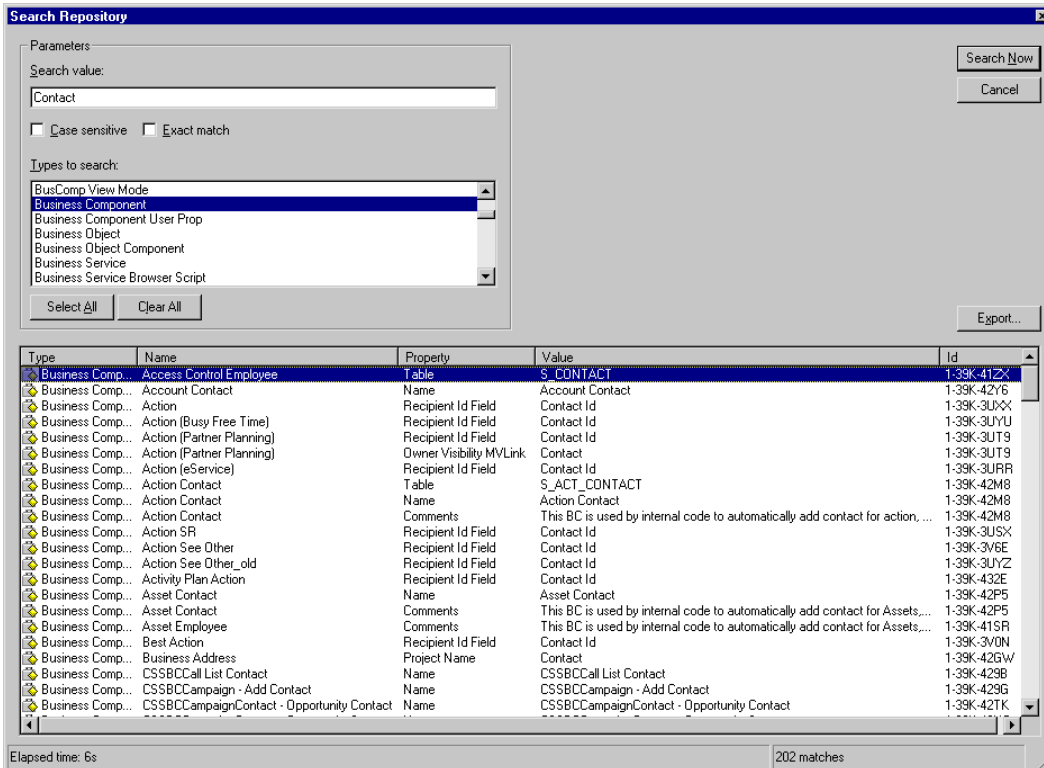 Search Repository
Parameters
Search value:
Search Now
Contact
Cancel
Case sensitive Exact match
Types to search:
BusComp View Mode
Business Component
Business Component User Prop
Business Object
Business Object Component
Business Service
Business Service Browser Script
Select All Clear All
Export...
Type Name Property Value Id
Business Comp... Access Control Employee Table S_CONTACT 1-39K-41ZX
Business Comp... Account Contact Name Account Contact 1-39K-42Y6
Business Comp... Action Recipient Id Field Contact Id 1-39K-3UXX
Business Comp... Action (Busy Free Time) Recipient Id Field Contact Id 1-39K-3UYU
Business Comp... Action (Partner Planning) Recipient Id Field Contact Id 1-39K-3UT9
Business Comp... Action (Partner Planning) Owner Visibility MVLink Contact 1-39K-3UT9
Business Comp... Action (eService) Recipient Id Field Contact Id 1-39K-3URR
Business Comp... Action Contact Table S_ACT_CONTACT 1-39K-42M8
Business Comp... Action Contact Name Action Contact 1-39K-42M8
Business Comp... Action Contact Comments This BC is used by internal code to automatically add contact for action, ... 1-39K-42M8
Business Comp... Action SR Recipient Id Field Contact Id 1-39K-3USX
Business Comp... Action See Other Recipient Id Field Contact Id 1-39K-3V6E
Business Comp... Action See Other_old Recipient Id Field Contact Id 1-39K-3UYZ
Business Comp... Activity Plan Action Recipient Id Field Contact Id 1-39K-432E
Business Comp... Asset Contact Name Asset Contact 1-39K-42P5
Business Comp... Asset Contact Comments This BC is used by internal code to automatically add contact for Assets,... 1-39K-42P5
Business Comp... Asset Employee Comments This BC is used by internal code to automatically add contact for Assets,... 1-39K-41SR
Business Comp... Best Action Recipient Id Field Contact Id 1-39K-3V0N
Business Comp... Business Address Project Name Contact 1-39K-42GW
Business Comp... CSSBCCall List Contact Name CSSBCCall List Contact 1-39K-429B
Business Comp... CSSBCCampaign - Add Contact Name CSSBCCampaign - Add Contact 1-39K-429G
Business Comp... CSSBCCampaignContact - Opportunity Contact Name CSSBCCampaignContact - Opportunity Contact 1-39K-42TK
Elapsed time: 6s 202 matches